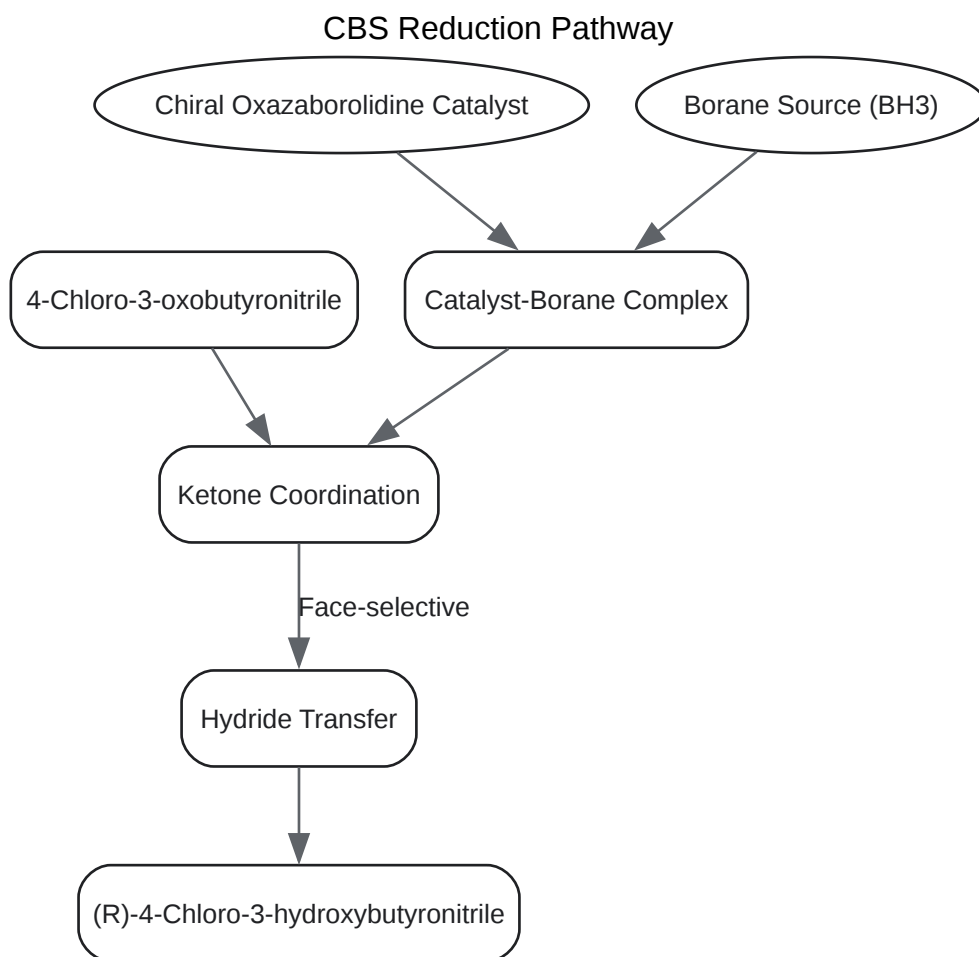 CBS Reduction Pathway
Chiral Oxazaborolidine Catalyst
Borane Source (BH3)
4-Chloro-3-oxobutyronitrile
Catalyst-Borane Complex
Ketone Coordination
Face-selective
Hydride Transfer
(R)-4-Chloro-3-hydroxybutyronitrile